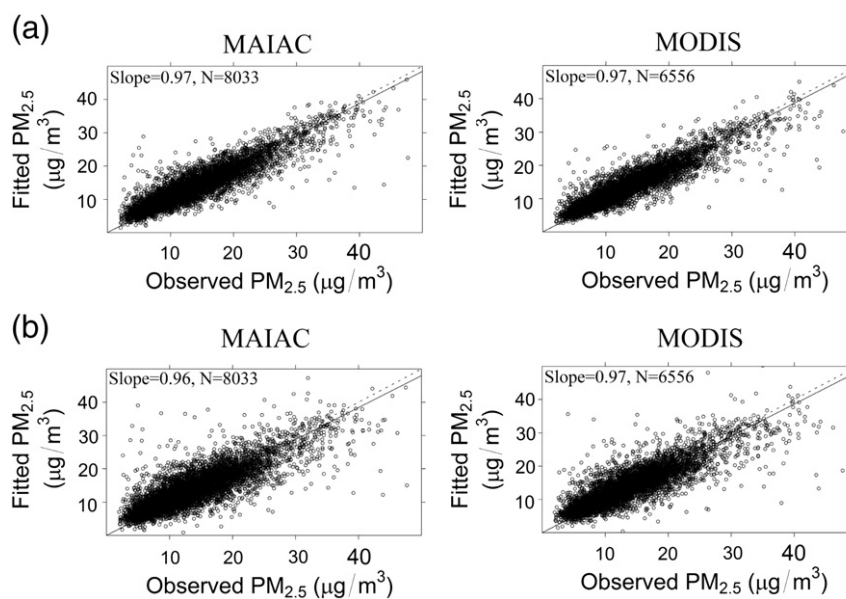 (a)
MAIAC
Slope=0.97, N=8033
Fitted PM2.5
(μg/m³)
40
30
20
10
10 20 30 40
Observed PM2.5 (μg/m³)
MODIS
Slope=0.97, N=6556
Fitted PM2.5
(μg/m³)
40
30
20
10
10 20 30 40
Observed PM2.5 (μg/m³)
(b)
MAIAC
Slope=0.96, N=8033
Fitted PM2.5
(μg/m³)
40
30
20
10
10 20 30 40
Observed PM2.5 (μg/m³)
MODIS
Slope=0.97, N=6556
Fitted PM2.5
(μg/m³)
40
30
20
10
10 20 30 40
Observed PM2.5 (μg/m³)